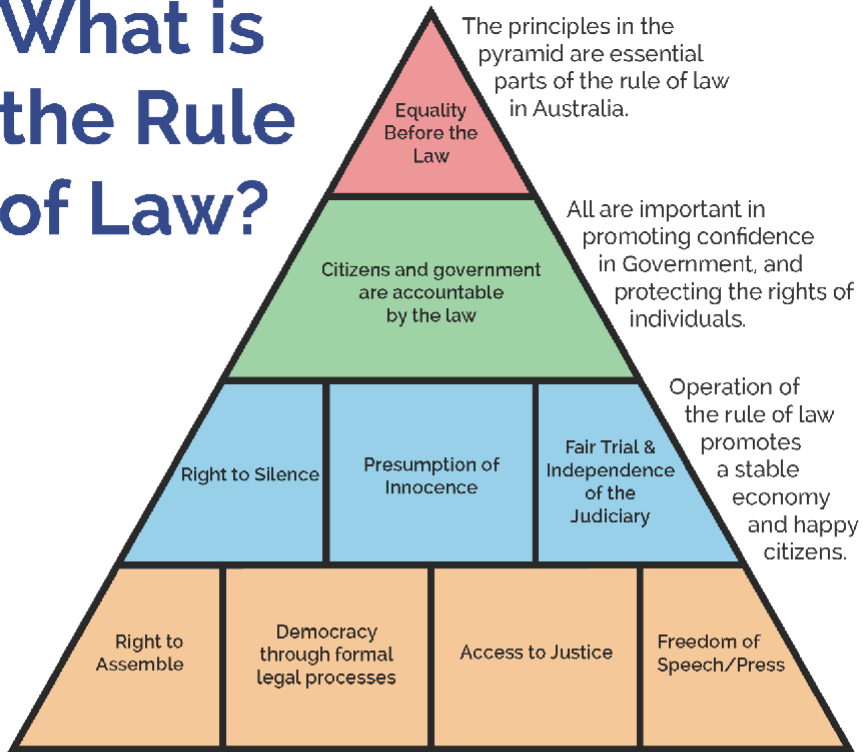 What is
the Rule
of Law?
The principles in the
pyramid are essential
parts of the rule of law
in Australia.
Equality
Before the
Law
All are important in
promoting confidence
in Government, and
protecting the rights of
individuals.
Citizens and government
are accountable
by the law
Operation of
the rule of law
promotes
a stable
economy
and happy
citizens.
Right to Silence
Presumption of
Innocence
Fair Trial &
Independence
of the
Judiciary
Right to
Assemble
Democracy
through formal
legal processes
Access to Justice
Freedom of
Speech/Press